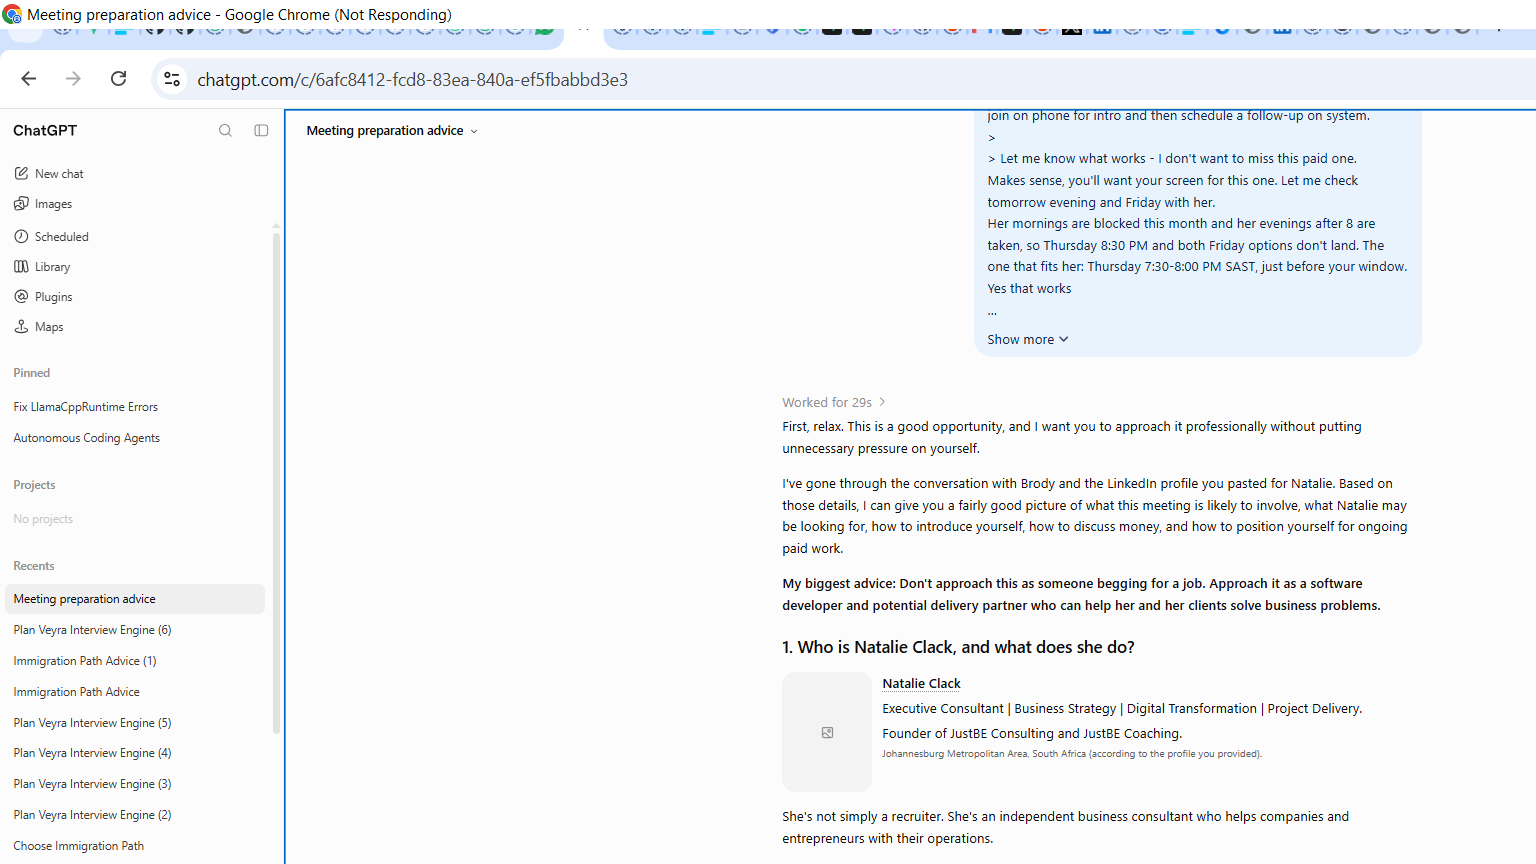 Meeting preparation advice - Google Chrome (Not Responding)
chatgpt.com/c/6afc8412-fcd8-83ea-840a-ef5fbabbd3e3
ChatGPT
New chat
Images
Scheduled
Library
Plugins
Maps
Pinned
Fix LlamaCppRuntime Errors
Autonomous Coding Agents
Projects
No projects
Recents
Meeting preparation advice
Plan Veyra Interview Engine (6)
Immigration Path Advice (1)
Immigration Path Advice
Plan Veyra Interview Engine (5)
Plan Veyra Interview Engine (4)
Plan Veyra Interview Engine (3)
Plan Veyra Interview Engine (2)
Choose Immigration Path
Meeting preparation advice
join on phone for intro and then schedule a follow-up on system.
>
> Let me know what works - I don't want to miss this paid one.
Makes sense, you'll want your screen for this one. Let me check
tomorrow evening and Friday with her.
Her mornings are blocked this month and her evenings after 8 are
taken, so Thursday 8:30 PM and both Friday options don't land. The
one that fits her: Thursday 7:30-8:00 PM SAST, just before your window.
Yes that works
...
Show more
Worked for 29s
First, relax. This is a good opportunity, and I want you to approach it professionally without putting
unnecessary pressure on yourself.
I've gone through the conversation with Brody and the LinkedIn profile you pasted for Natalie. Based on
those details, I can give you a fairly good picture of what this meeting is likely to involve, what Natalie may
be looking for, how to introduce yourself, how to discuss money, and how to position yourself for ongoing
paid work.
My biggest advice: Don't approach this as someone begging for a job. Approach it as a software
developer and potential delivery partner who can help her and her clients solve business problems.
1. Who is Natalie Clack, and what does she do?
Natalie Clack
Executive Consultant | Business Strategy | Digital Transformation | Project Delivery.
Founder of JustBE Consulting and JustBE Coaching.
Johannesburg Metropolitan Area, South Africa (according to the profile you provided).
She's not simply a recruiter. She's an independent business consultant who helps companies and
entrepreneurs with their operations.